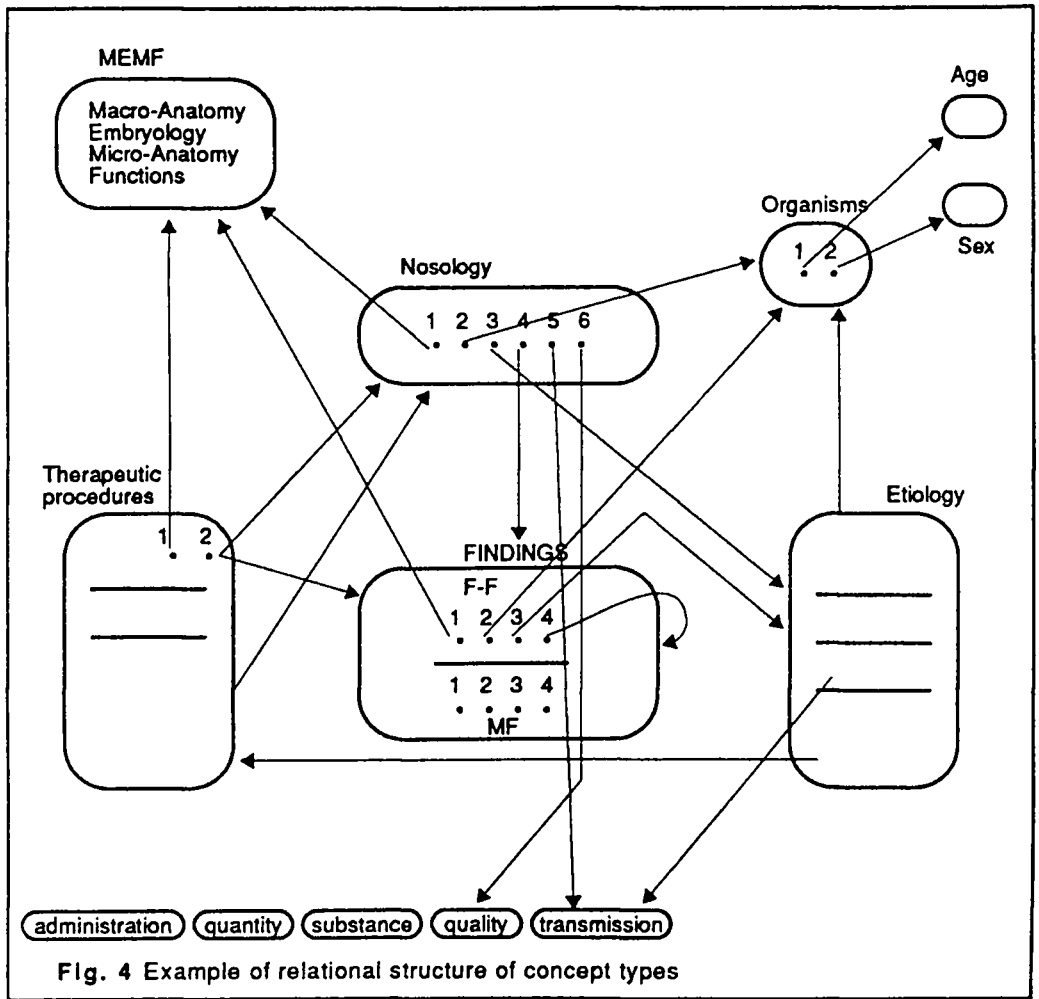 MEMF
Macro-Anatomy
Embryology
Micro-Anatomy
Functions
Age
Sex
Organisms
1 2
Nosology
1 2 3 4 5 6
Therapeutic
procedures
1 2
Etiology
FINDINGS
F-F
1 2 3 4
1 2 3 4
MF
administration quantity substance quality transmission
Fig. 4 Example of relational structure of concept types